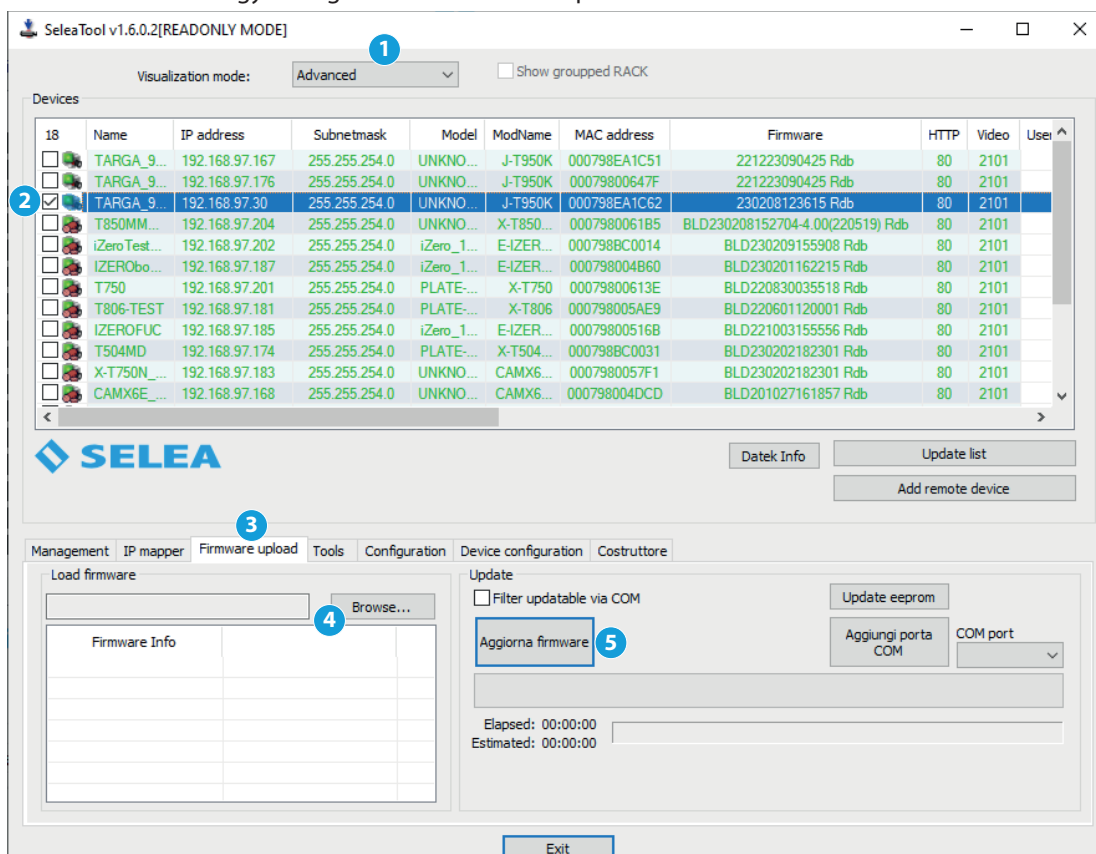 SeleaTool v1.6.0.2[READONLY MODE]
1
Visualization mode: Advanced Show groupped RACK
Devices
18 Name IP address Subnetmask Model ModName MAC address Firmware HTTP Video User
TARGA_9... 192.168.97.167 255.255.254.0 UNKNO... J-T950K 000798EA1C51 221223090425 Rdb 80 2101
TARGA_9... 192.168.97.176 255.255.254.0 UNKNO... J-T950K 00079800647F 221223090425 Rdb 80 2101
2 TARGA_9... 192.168.97.30 255.255.254.0 UNKNO... J-T950K 000798EA1C62 230208123615 Rdb 80 2101
T850MM... 192.168.97.204 255.255.254.0 UNKNO... X-T850... 0007980061B5 BLD230208152704-4.00(220519) Rdb 80 2101
iZeroTest... 192.168.97.202 255.255.254.0 iZero_1... E-IZER... 000798BC0014 BLD230209155908 Rdb 80 2101
IZERObo... 192.168.97.187 255.255.254.0 iZero_1... E-IZER... 000798004B60 BLD230201162215 Rdb 80 2101
T750 192.168.97.201 255.255.254.0 PLATE-... X-T750 00079800613E BLD220830035518 Rdb 80 2101
T806-TEST 192.168.97.181 255.255.254.0 PLATE-... X-T806 000798005AE9 BLD220601120001 Rdb 80 2101
IZEROFUC 192.168.97.185 255.255.254.0 iZero_1... E-IZER... 00079800516B BLD221003155556 Rdb 80 2101
T504MD 192.168.97.174 255.255.254.0 PLATE-... X-T504... 000798BC0031 BLD230202182301 Rdb 80 2101
X-T750N_... 192.168.97.183 255.255.254.0 UNKNO... CAMX6... 0007980057F1 BLD230202182301 Rdb 80 2101
CAMX6E_... 192.168.97.168 255.255.254.0 UNKNO... CAMX6... 000798004DCD BLD201027161857 Rdb 80 2101
SELEA
Datek Info Update list
Add remote device
3
Management IP mapper Firmware upload Tools Configuration Device configuration Costruttore
Load firmware Update
Filter updatable via COM Update eeprom
Browse... 4
Firmware Info Aggiorna firmware 5 Aggiungi porta COM COM port
Elapsed: 00:00:00
Estimated: 00:00:00
Exit